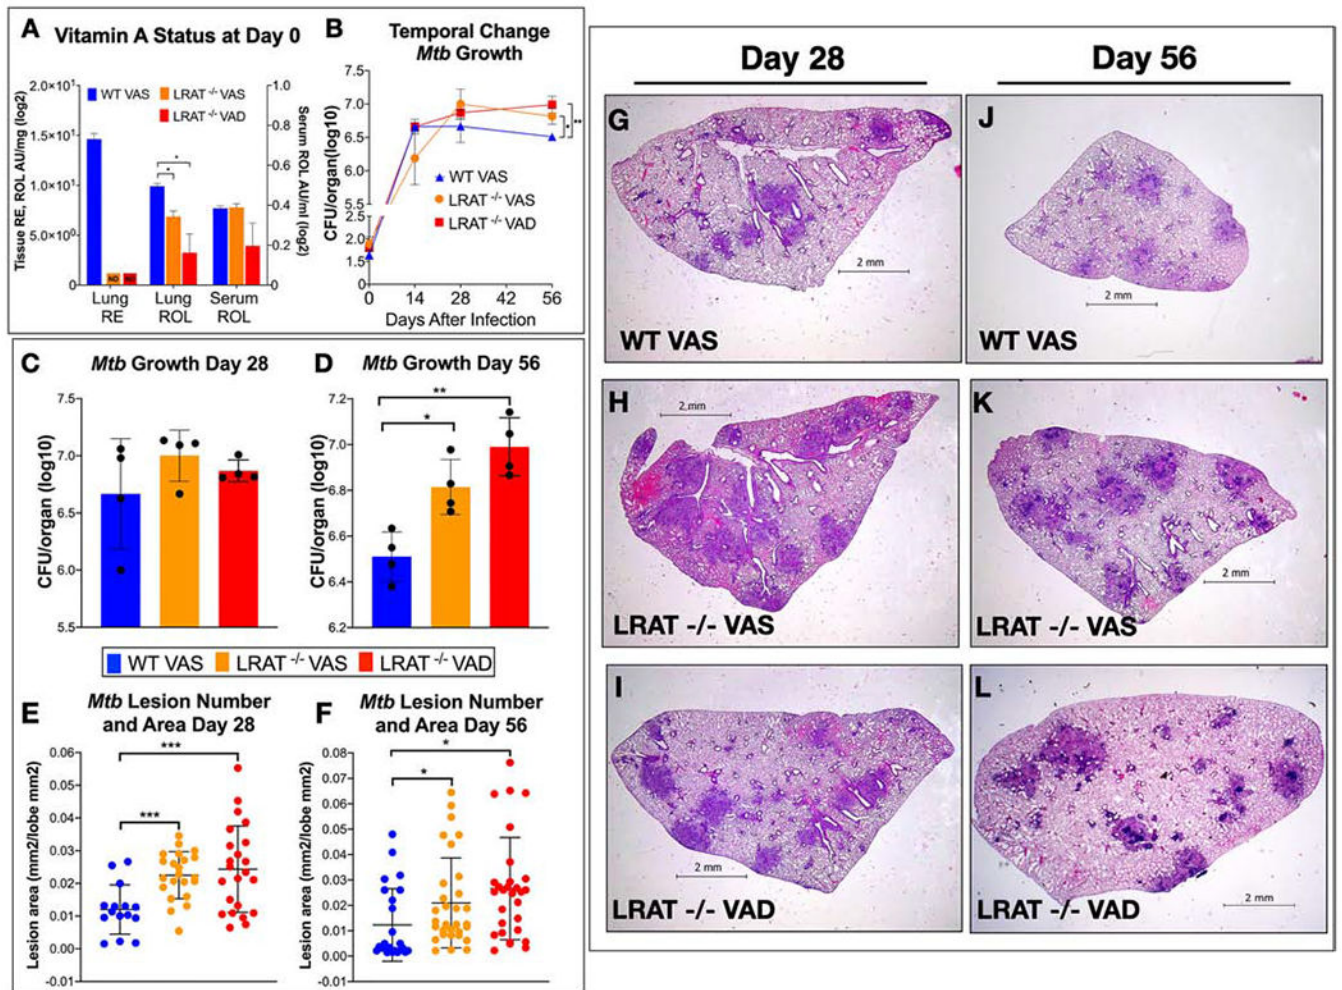 A Vitamin A Status at Day 0
Tissue RE, ROL AU/mg (log2)
2.0×10¹
1.5×10¹
1.0×10¹
5.0×10⁰
0
WT VAS
LRAT -/- VAS
LRAT -/- VAD
*
*
ND ND
1.0
0.8
0.6
0.4
0.2
0
Serum ROL AU/ml (log2)
Lung RE
Lung ROL
Serum ROL
B Temporal Change
Mtb Growth
CFU/organ(log10)
7.5
7.0
6.5
6.0
5.5
2.5
2.0
1.5
0
*
**
WT VAS
LRAT -/- VAS
LRAT -/- VAD
0 14 28 42 56
Days After Infection
C Mtb Growth Day 28
CFU/organ (log10)
7.5
7.0
6.5
6.0
5.5
D Mtb Growth Day 56
CFU/organ (log10)
7.2
7.0
6.8
6.6
6.4
6.2
**
*
WT VAS LRAT -/- VAS LRAT -/- VAD
E Mtb Lesion Number
and Area Day 28
Lesion area (mm2/lobe mm2)
0.06
0.05
0.04
0.03
0.02
0.01
0.00
-0.01
***
***
F Mtb Lesion Number
and Area Day 56
Lesion area (mm2/lobe mm2)
0.08
0.07
0.06
0.05
0.04
0.03
0.02
0.01
0.00
-0.01
*
*
Day 28
Day 56
G
2 mm
WT VAS
J
2 mm
WT VAS
H
2 mm
LRAT -/- VAS
K
2 mm
LRAT -/- VAS
I
2 mm
LRAT -/- VAD
L
2 mm
LRAT -/- VAD